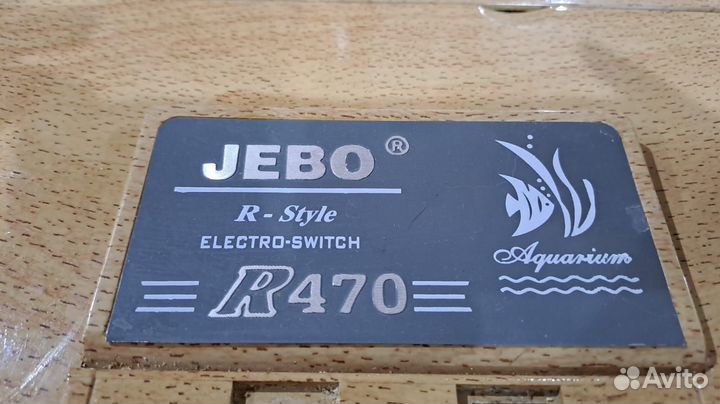 JEBO®
R - Style
ELECTRO-SWITCH
R470
Aquarium
Avito